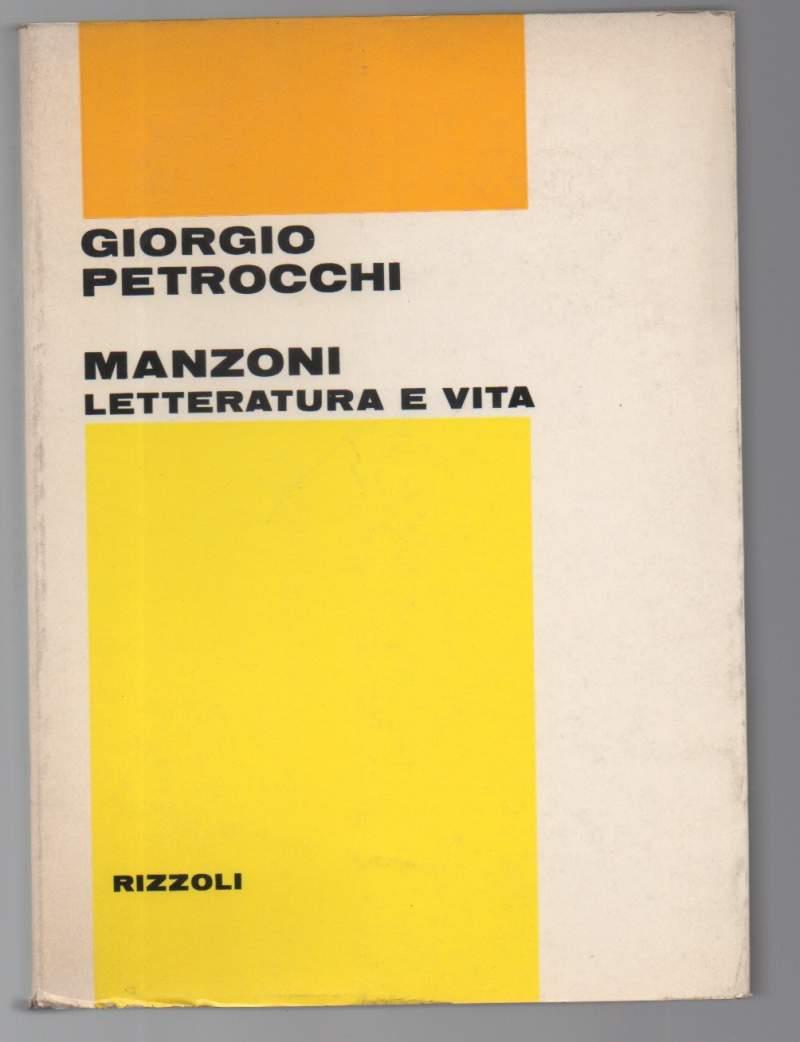 GIORGIO
PETROCCHI
MANZONI
LETTERATURA E VITA
RIZZOLI